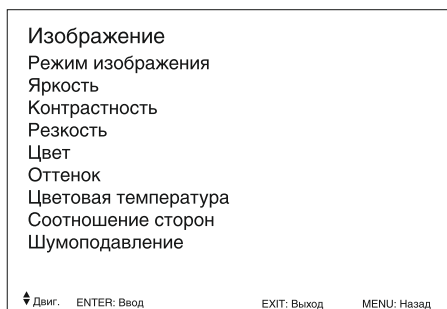 Изображение
Режим изображения
Яркость
Контрастность
Резкость
Цвет
Оттенок
Цветовая температура
Соотношение сторон
Шумоподавление
Двиг. ENTER: Ввод EXIT: Выход MENU: Назад